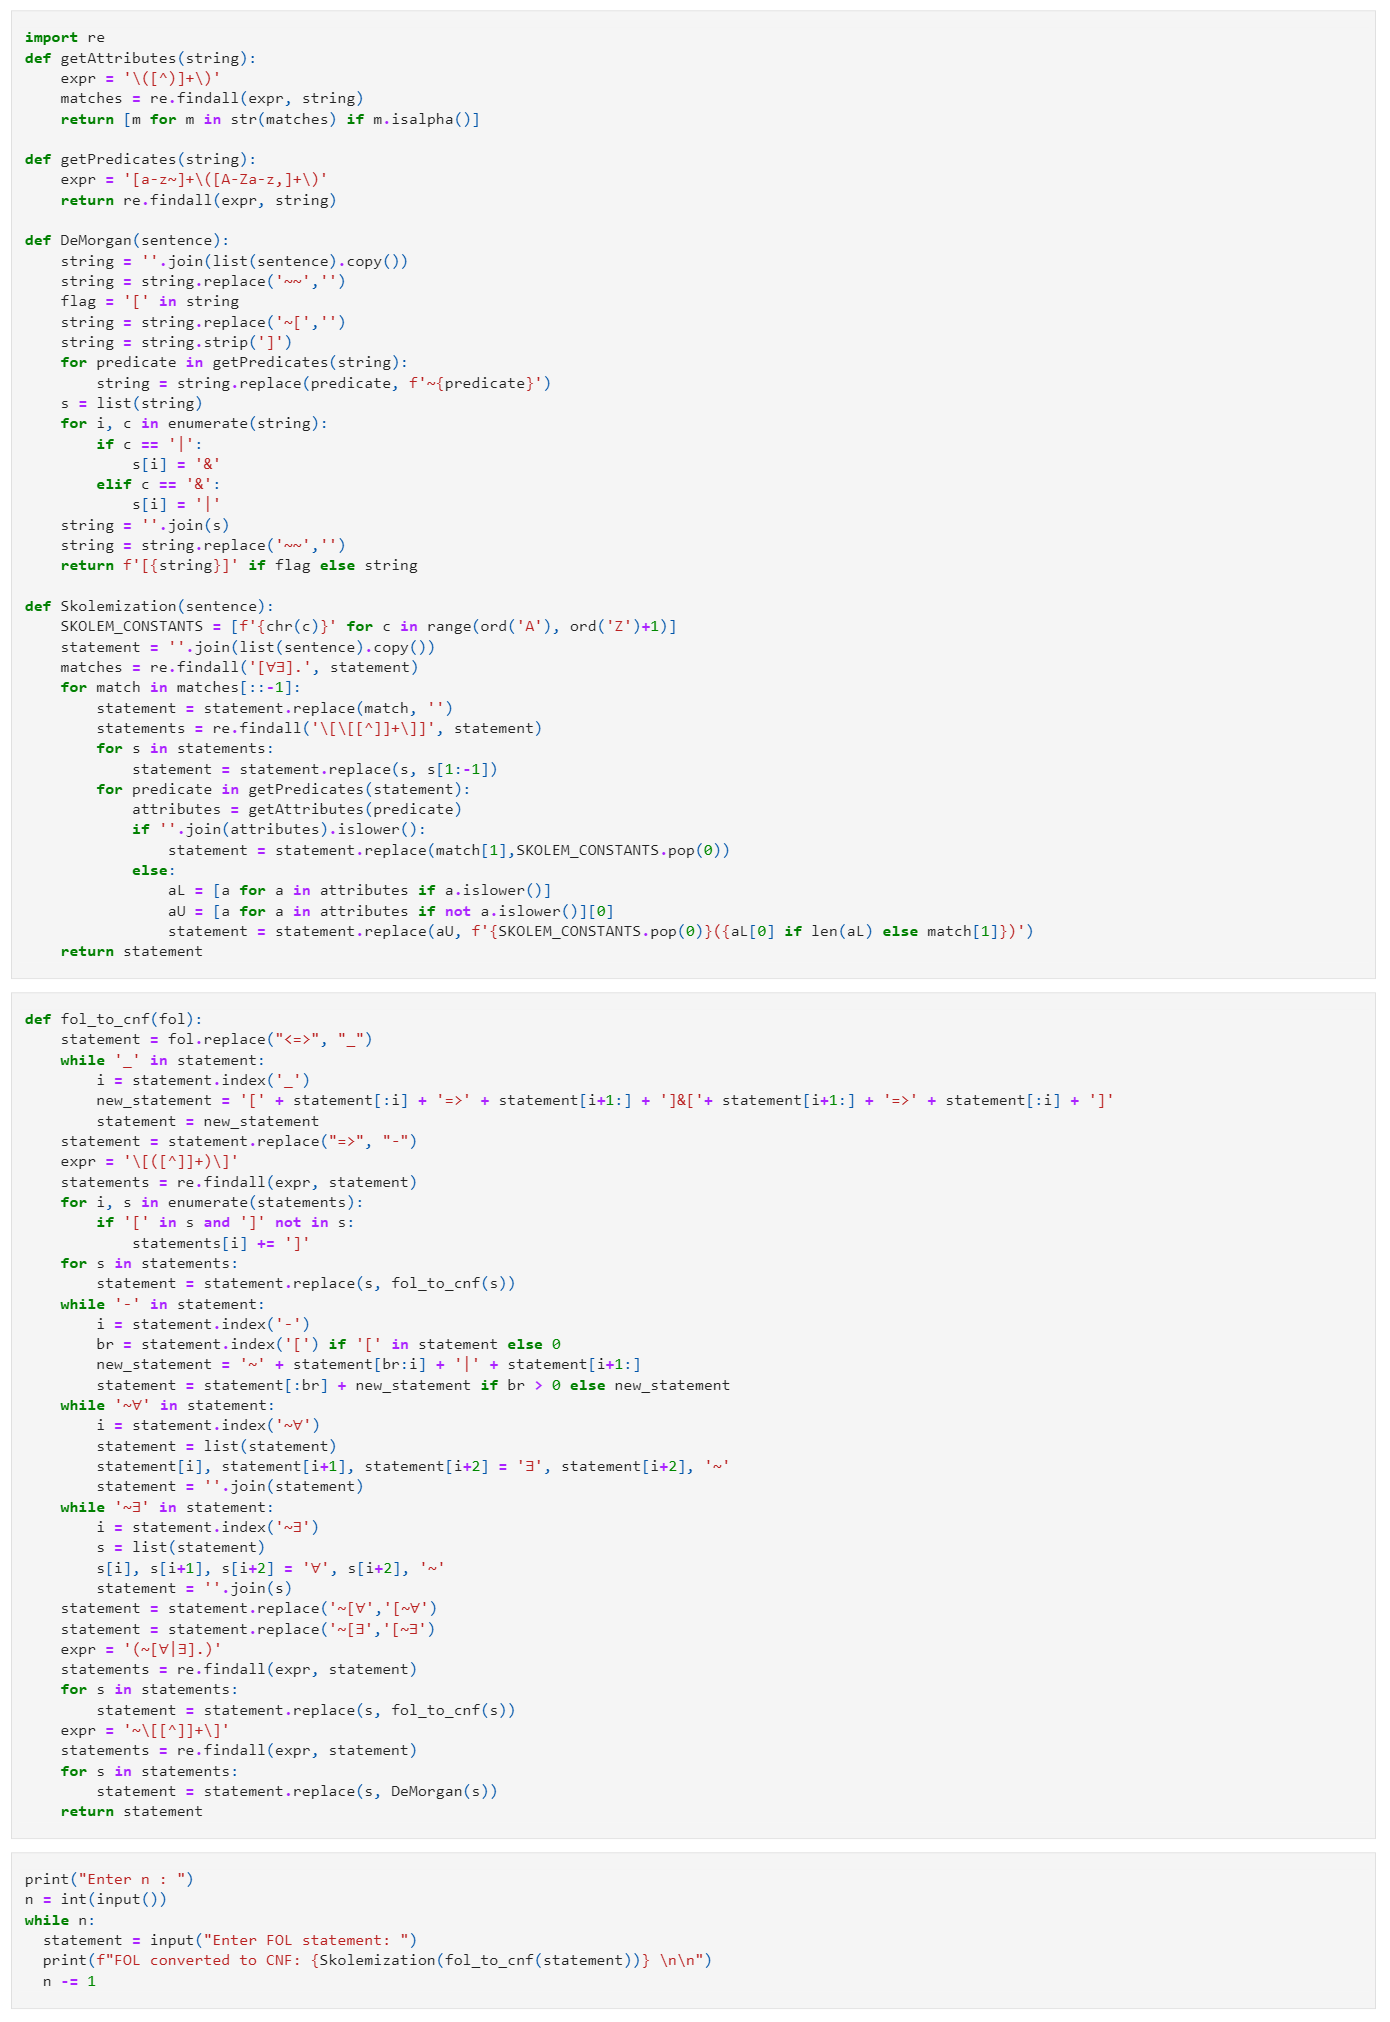 import re
def getAttributes(string):
    expr = '\([^)]+\)'
    matches = re.findall(expr, string)
    return [m for m in str(matches) if m.isalpha()]

def getPredicates(string):
    expr = '[a-z~]+\([A-Za-z,]+\)'
    return re.findall(expr, string)

def DeMorgan(sentence):
    string = ''.join(list(sentence).copy())
    string = string.replace('~~','')
    flag = '[' in string
    string = string.replace('~[','')
    string = string.strip(']')
    for predicate in getPredicates(string):
        string = string.replace(predicate, f'~{predicate}')
    s = list(string)
    for i, c in enumerate(string):
        if c == '|':
            s[i] = '&'
        elif c == '&':
            s[i] = '|'
    string = ''.join(s)
    string = string.replace('~~','')
    return f'[{string}]' if flag else string

def Skolemization(sentence):
    SKOLEM_CONSTANTS = [f'{chr(c)}' for c in range(ord('A'), ord('Z')+1)]
    statement = ''.join(list(sentence).copy())
    matches = re.findall('[∀∃].', statement)
    for match in matches[::-1]:
        statement = statement.replace(match, '')
        statements = re.findall('\[\[[^]]+\]]', statement)
        for s in statements:
            statement = statement.replace(s, s[1:-1])
        for predicate in getPredicates(statement):
            attributes = getAttributes(predicate)
            if ''.join(attributes).islower():
                statement = statement.replace(match[1],SKOLEM_CONSTANTS.pop(0))
            else:
                aL = [a for a in attributes if a.islower()]
                aU = [a for a in attributes if not a.islower()][0]
                statement = statement.replace(aU, f'{SKOLEM_CONSTANTS.pop(0)}({aL[0] if len(aL) else match[1]})')
    return statement

def fol_to_cnf(fol):
    statement = fol.replace("<=>", "_")
    while '_' in statement:
        i = statement.index('_')
        new_statement = '[' + statement[:i] + '=>' + statement[i+1:] + ']&['+ statement[i+1:] + '=>' + statement[:i] + ']'
        statement = new_statement
    statement = statement.replace("=>", "-")
    expr = '\[([^]]+)\]'
    statements = re.findall(expr, statement)
    for i, s in enumerate(statements):
        if '[' in s and ']' not in s:
            statements[i] += ']'
    for s in statements:
        statement = statement.replace(s, fol_to_cnf(s))
    while '-' in statement:
        i = statement.index('-')
        br = statement.index('[') if '[' in statement else 0
        new_statement = '~' + statement[br:i] + '|' + statement[i+1:]
        statement = statement[:br] + new_statement if br > 0 else new_statement
    while '~∀' in statement:
        i = statement.index('~∀')
        statement = list(statement)
        statement[i], statement[i+1], statement[i+2] = '∃', statement[i+2], '~'
        statement = ''.join(statement)
    while '~∃' in statement:
        i = statement.index('~∃')
        s = list(statement)
        s[i], s[i+1], s[i+2] = '∀', s[i+2], '~'
        statement = ''.join(s)
    statement = statement.replace('~[∀','[~∀')
    statement = statement.replace('~[∃','[~∃')
    expr = '(~[∀|∃].)'
    statements = re.findall(expr, statement)
    for s in statements:
        statement = statement.replace(s, fol_to_cnf(s))
    expr = '~\[[^]]+\]'
    statements = re.findall(expr, statement)
    for s in statements:
        statement = statement.replace(s, DeMorgan(s))
    return statement

print("Enter n : ")
n = int(input())
while n:
  statement = input("Enter FOL statement: ")
  print(f"FOL converted to CNF: {Skolemization(fol_to_cnf(statement))} \n\n")
  n -= 1